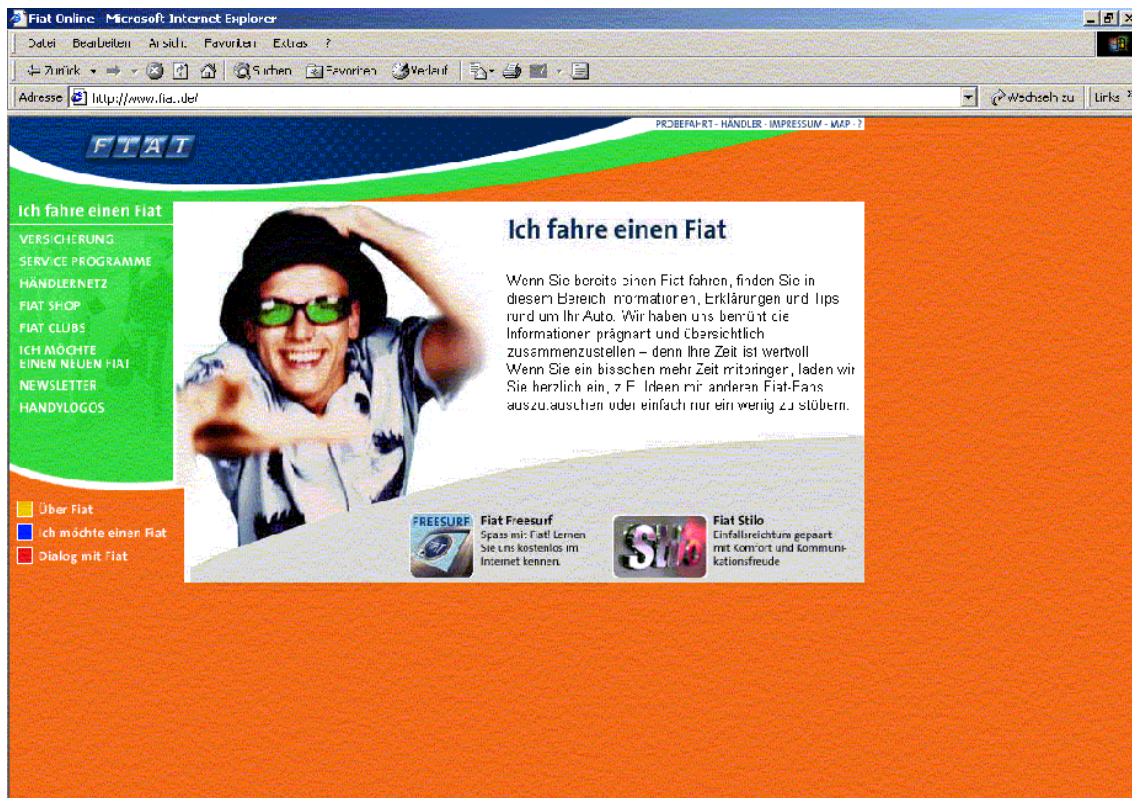 Fiat Online - Microsoft Internet Explorer
Datei Bearbeiten Ansicht Favoriten Extras ?
Zurück Suchen Favoriten Verlauf
Adresse http://www.fiat.de/ Wechseln zu Links
PROBEFAHRT - HÄNDLER - IMPRESSUM - MAP - ?
FIAT
Ich fahre einen Fiat
VERSICHERUNG
SERVICE PROGRAMME
HÄNDLERNETZ
FIAT SHOP
FIAT CLUBS
ICH MÖCHTE
EINEN NEUEN FIAT
NEWSLETTER
HANDYLOGOS
Über Fiat
Ich möchte einen Fiat
Dialog mit Fiat
Ich fahre einen Fiat
Wenn Sie bereits einen Fiat fahren, finden Sie in
diesem Bereich Informationen, Erklärungen und Tips
rund um Ihr Auto. Wir haben uns bemüht die
Informationen prägnant und übersichtlich
zusammenzustellen – denn Ihre Zeit ist wertvoll
Wenn Sie ein bisschen mehr Zeit mitbringen, laden wir
Sie herzlich ein, z.B. Ideen mit anderen Fiat-Fans
auszutauschen oder einfach nur ein wenig zu stöbern.
FREESURF
Fiat Freesurf
Spass mit Fiat! Lernen
Sie uns kostenlos im
Internet kennen.
Stilo
Fiat Stilo
Einfallsreichtum gepaart
mit Komfort und Kommuni-
kationsfreude